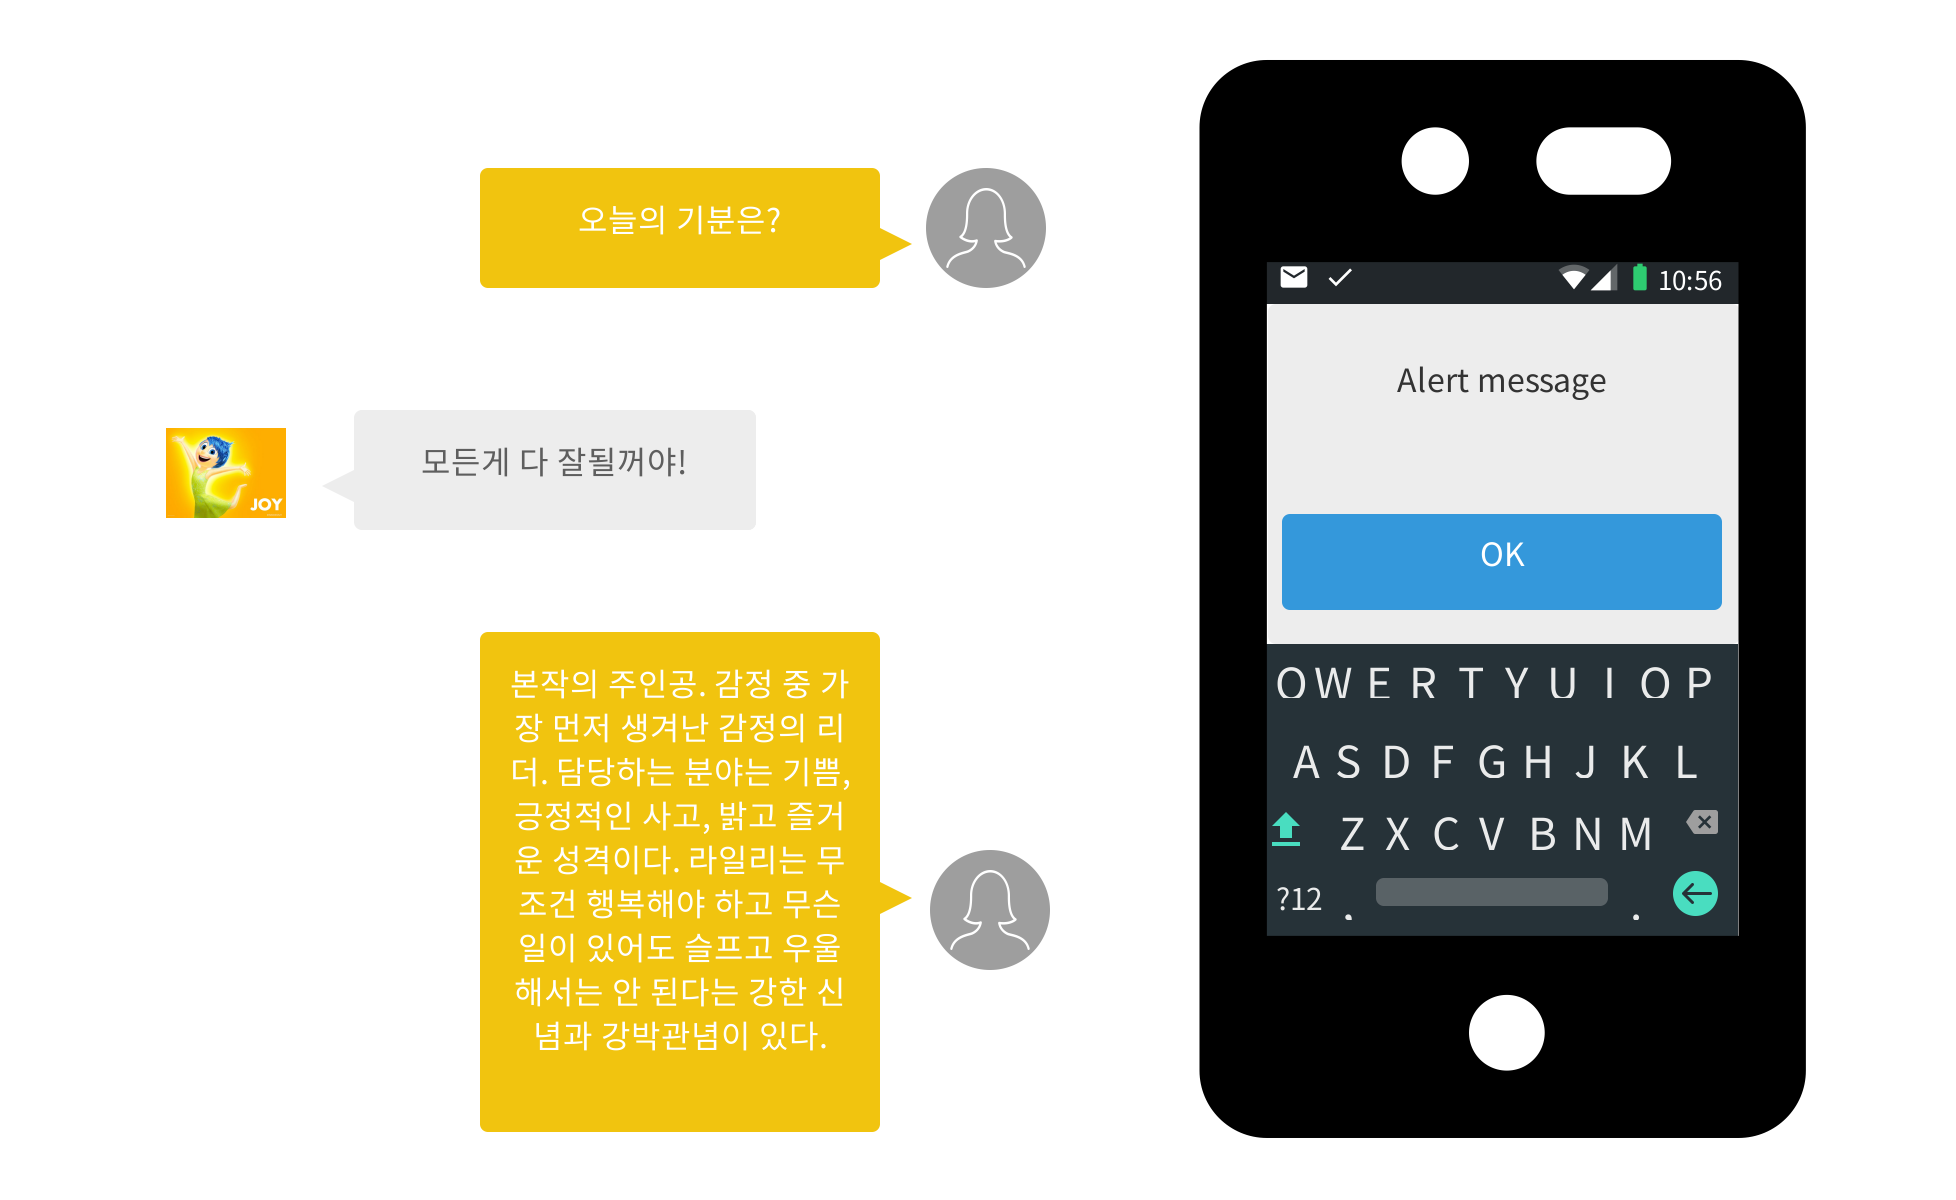 오늘의 기분은?
JOY
모든게 다 잘될꺼야!
본작의 주인공. 감정 중 가
장 먼저 생겨난 감정의 리
더. 담당하는 분야는 기쁨,
긍정적인 사고, 밝고 즐거
운 성격이다. 라일리는 무
조건 행복해야 하고 무슨
일이 있어도 슬프고 우울
해서는 안 된다는 강한 신
념과 강박관념이 있다.
10:56
Alert message
OK
O W E R T Y U I O P
A S D F G H J K L
Z X C V B N M
?12 , .